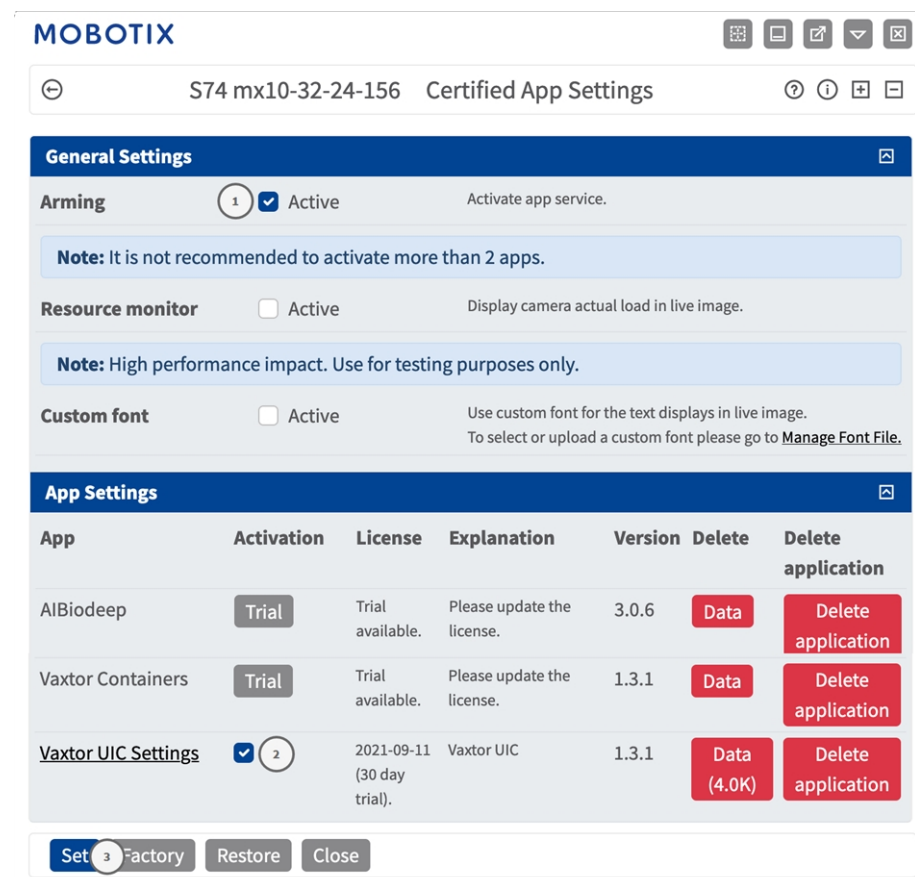 MOBOTIX
S74 mx10-32-24-156 Certified App Settings
General Settings
Arming 1 Active Activate app service.
Note: It is not recommended to activate more than 2 apps.
Resource monitor Active Display camera actual load in live image.
Note: High performance impact. Use for testing purposes only.
Custom font Active Use custom font for the text displays in live image.
To select or upload a custom font please go to Manage Font File.
App Settings
App Activation License Explanation Version Delete Delete
application
AIBiodeep Trial Trial Please update the 3.0.6 Data Delete
available. license. application
Vaxtor Containers Trial Trial Please update the 1.3.1 Data Delete
available. license. application
Vaxtor UIC Settings 2 2021-09-11 Vaxtor UIC 1.3.1 Data Delete
(30 day (4.0K) application
trial).
Set 3 Factory Restore Close